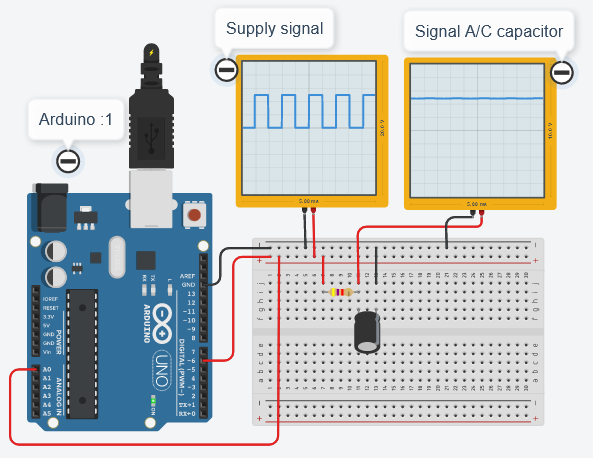 Supply signal
Signal A/C capacitor
Arduino :1
20.0 V
10.0 V
5.00 ms
5.00 ms
L
RX
TX
ARDUINO
UNO
ON
AREF
GND
13
12
~11
~10
~9
8
7
~6
~5
4
~3
2
TX→1
RX←0
DIGITAL (PWM~)
IOREF
RESET
3.3V
5V
GND
GND
Vin
POWER
A0
A1
A2
A3
A4
A5
ANALOG IN
f g h i j
a b c d e